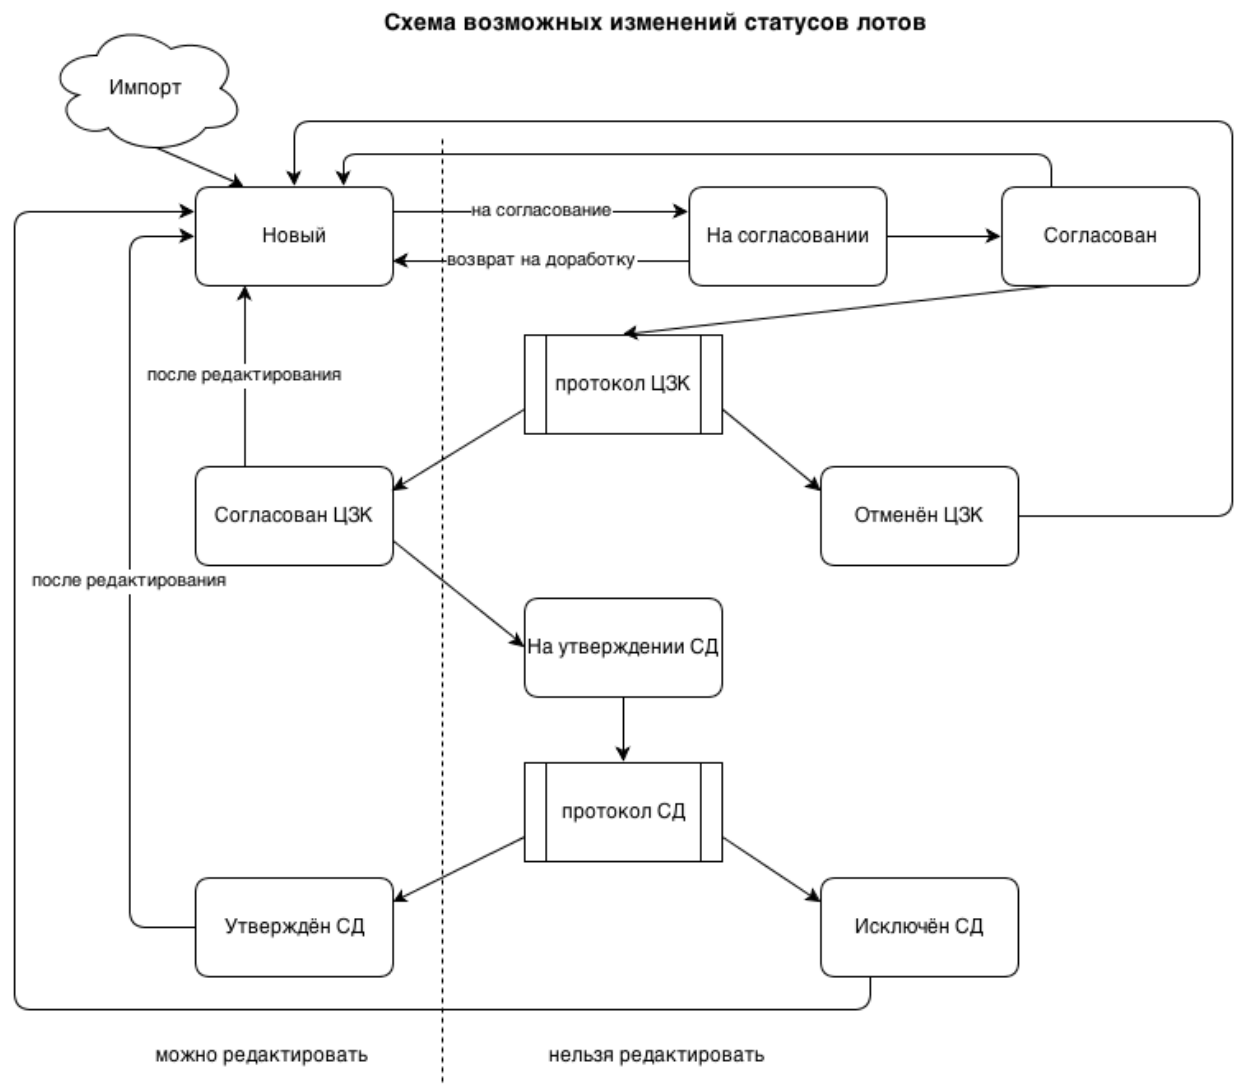 Схема возможных изменений статусов лотов
Импорт
Новый
на согласование
возврат на доработку
На согласовании
Согласован
после редактирования
протокол ЦЗК
Согласован ЦЗК
Отменён ЦЗК
после редактирования
На утверждении СД
протокол СД
Утверждён СД
Исключён СД
можно редактировать
нельзя редактировать